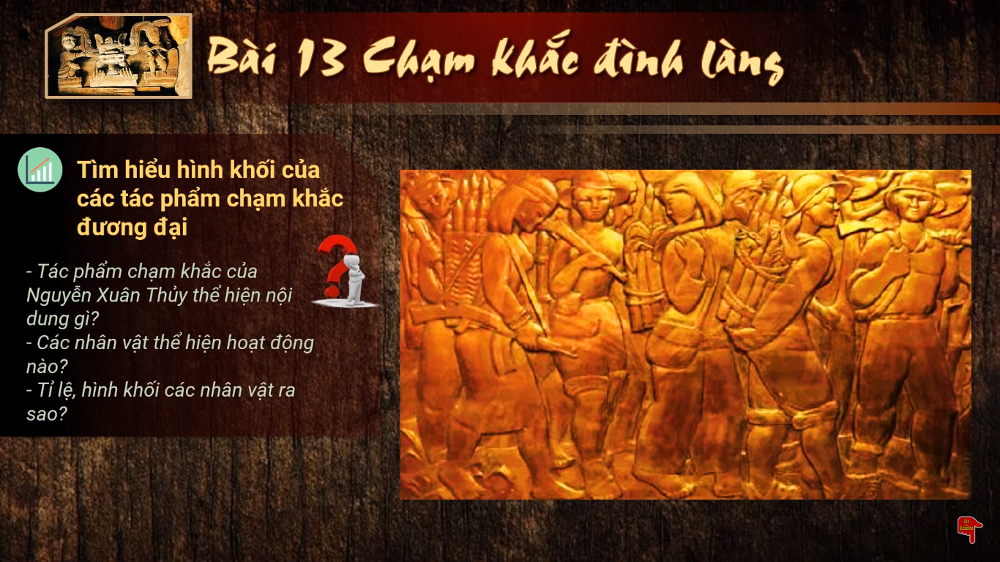 Bài 13 Chạm khắc đình làng
Tìm hiểu hình khối của
các tác phẩm chạm khắc
đương đại
- Tác phẩm chạm khắc của
Nguyễn Xuân Thủy thể hiện nội
dung gì?
- Các nhân vật thể hiện hoạt động
nào?
- Tỉ lệ, hình khối các nhân vật ra
sao?